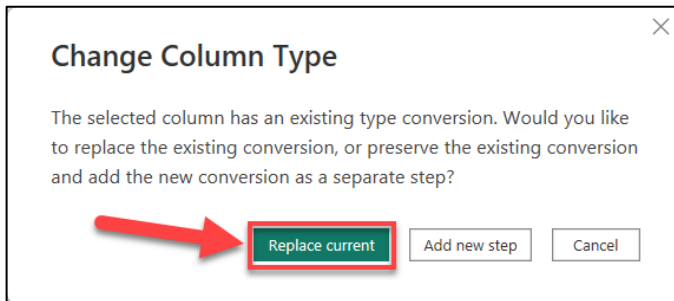 Change Column Type
The selected column has an existing type conversion. Would you like
to replace the existing conversion, or preserve the existing conversion
and add the new conversion as a separate step?
Replace current Add new step Cancel